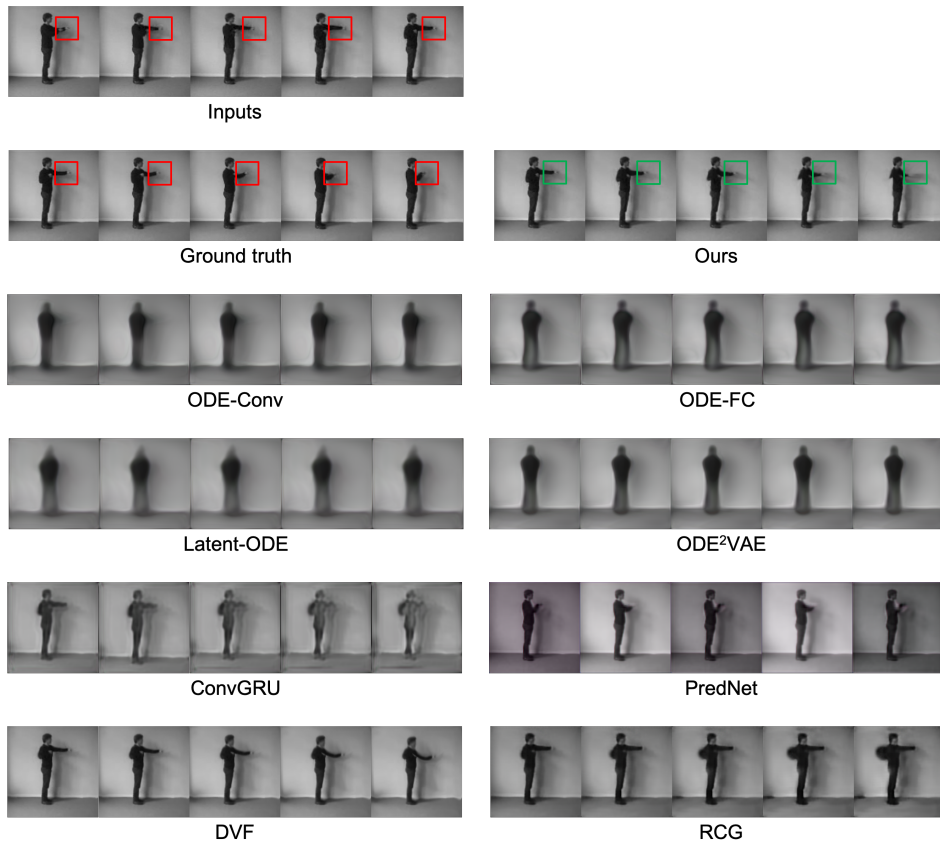 Inputs
Ground truth
Ours
ODE-Conv
ODE-FC
Latent-ODE
ODE²VAE
ConvGRU
PredNet
DVF
RCG